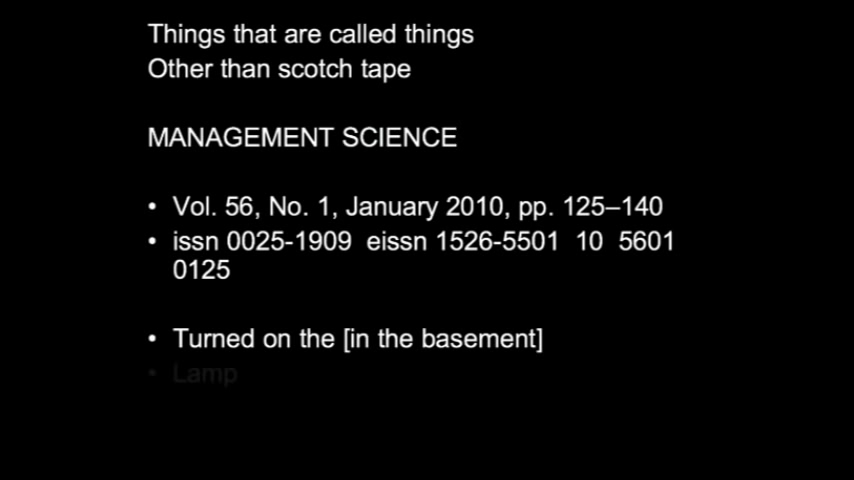 Things that are called things
Other than scotch tape
MANAGEMENT SCIENCE
• Vol. 56, No. 1, January 2010, pp. 125–140
• issn 0025-1909 eissn 1526-5501 10 5601
0125
• Turned on the [in the basement]
• Lamp